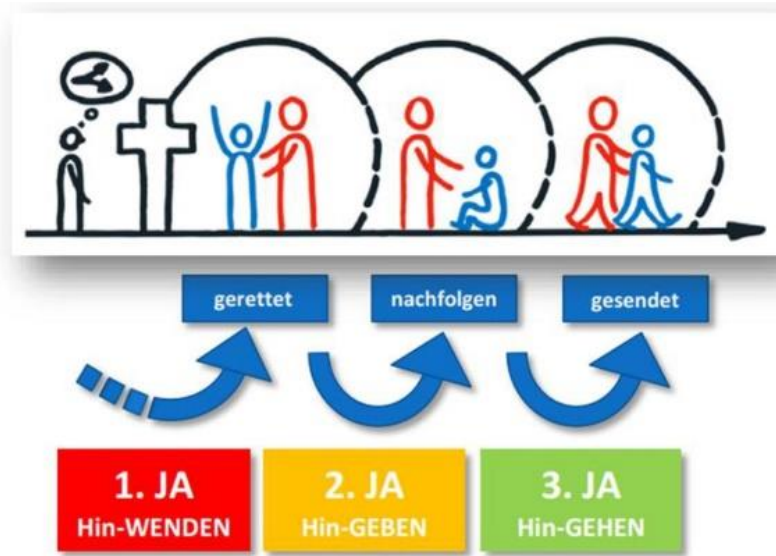 gerettet
nachfolgen
gesendet
1. JA
Hin-WENDEN
2. JA
Hin-GEBEN
3. JA
Hin-GEHEN